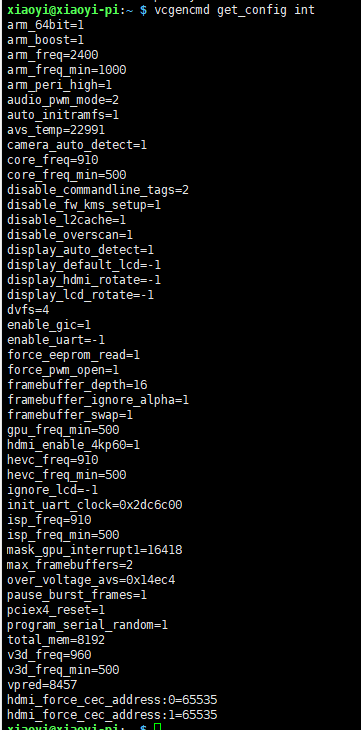 xiaoyi@xiaoyi-pi:~ $ vcgencmd get_config int
arm_64bit=1
arm_boost=1
arm_freq=2400
arm_freq_min=1000
arm_peri_high=1
audio_pwm_mode=2
auto_initramfs=1
avs_temp=22991
camera_auto_detect=1
core_freq=910
core_freq_min=500
disable_commandline_tags=2
disable_fw_kms_setup=1
disable_l2cache=1
disable_overscan=1
display_auto_detect=1
display_default_lcd=-1
display_hdmi_rotate=-1
display_lcd_rotate=-1
dvfs=4
enable_gic=1
enable_uart=-1
force_eeprom_read=1
force_pwm_open=1
framebuffer_depth=16
framebuffer_ignore_alpha=1
framebuffer_swap=1
gpu_freq_min=500
hdmi_enable_4kp60=1
hevc_freq=910
hevc_freq_min=500
ignore_lcd=-1
init_uart_clock=0x2dc6c00
isp_freq=910
isp_freq_min=500
mask_gpu_interrupt1=16418
max_framebuffers=2
over_voltage_avs=0x14ec4
pause_burst_frames=1
pciex4_reset=1
program_serial_random=1
total_mem=8192
v3d_freq=960
v3d_freq_min=500
vpred=8457
hdmi_force_cec_address:0=65535
hdmi_force_cec_address:1=65535
xiaoyi@xiaoyi-pi:~ $